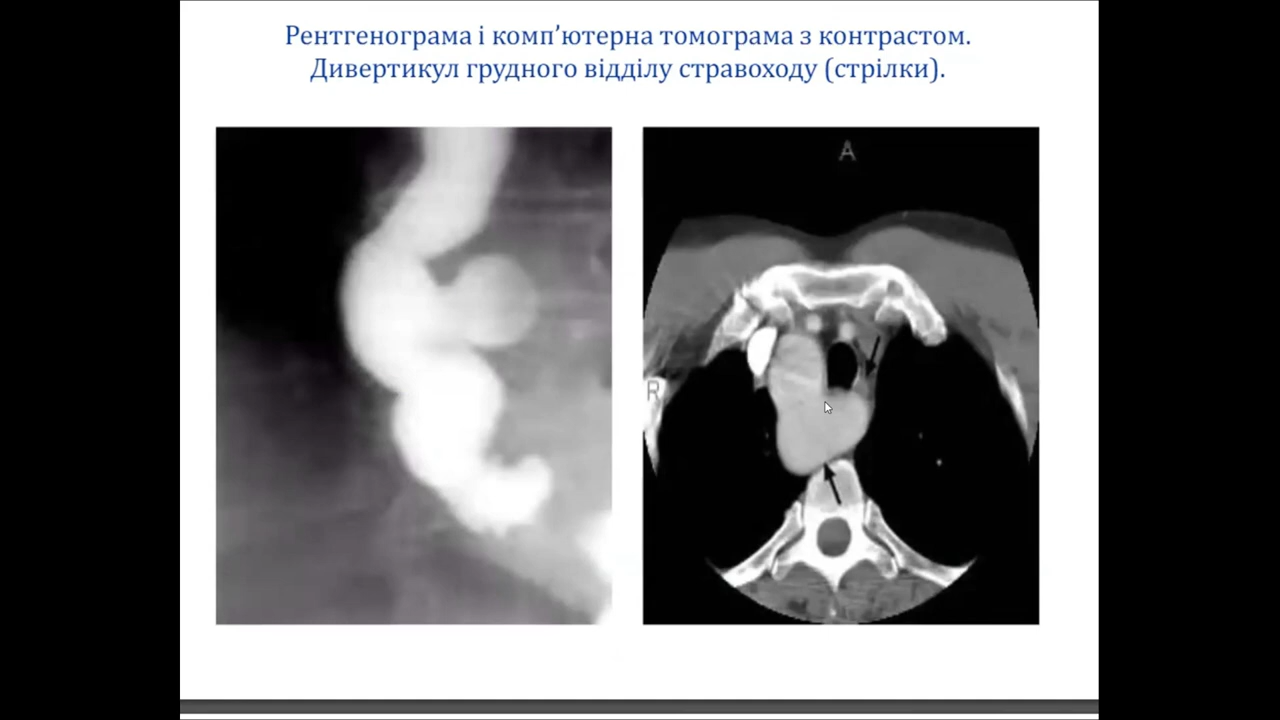 Рентгенограма і комп’ютерна томограма з контрастом.
Дивертикул грудного відділу стравоходу (стрілки).
A
R